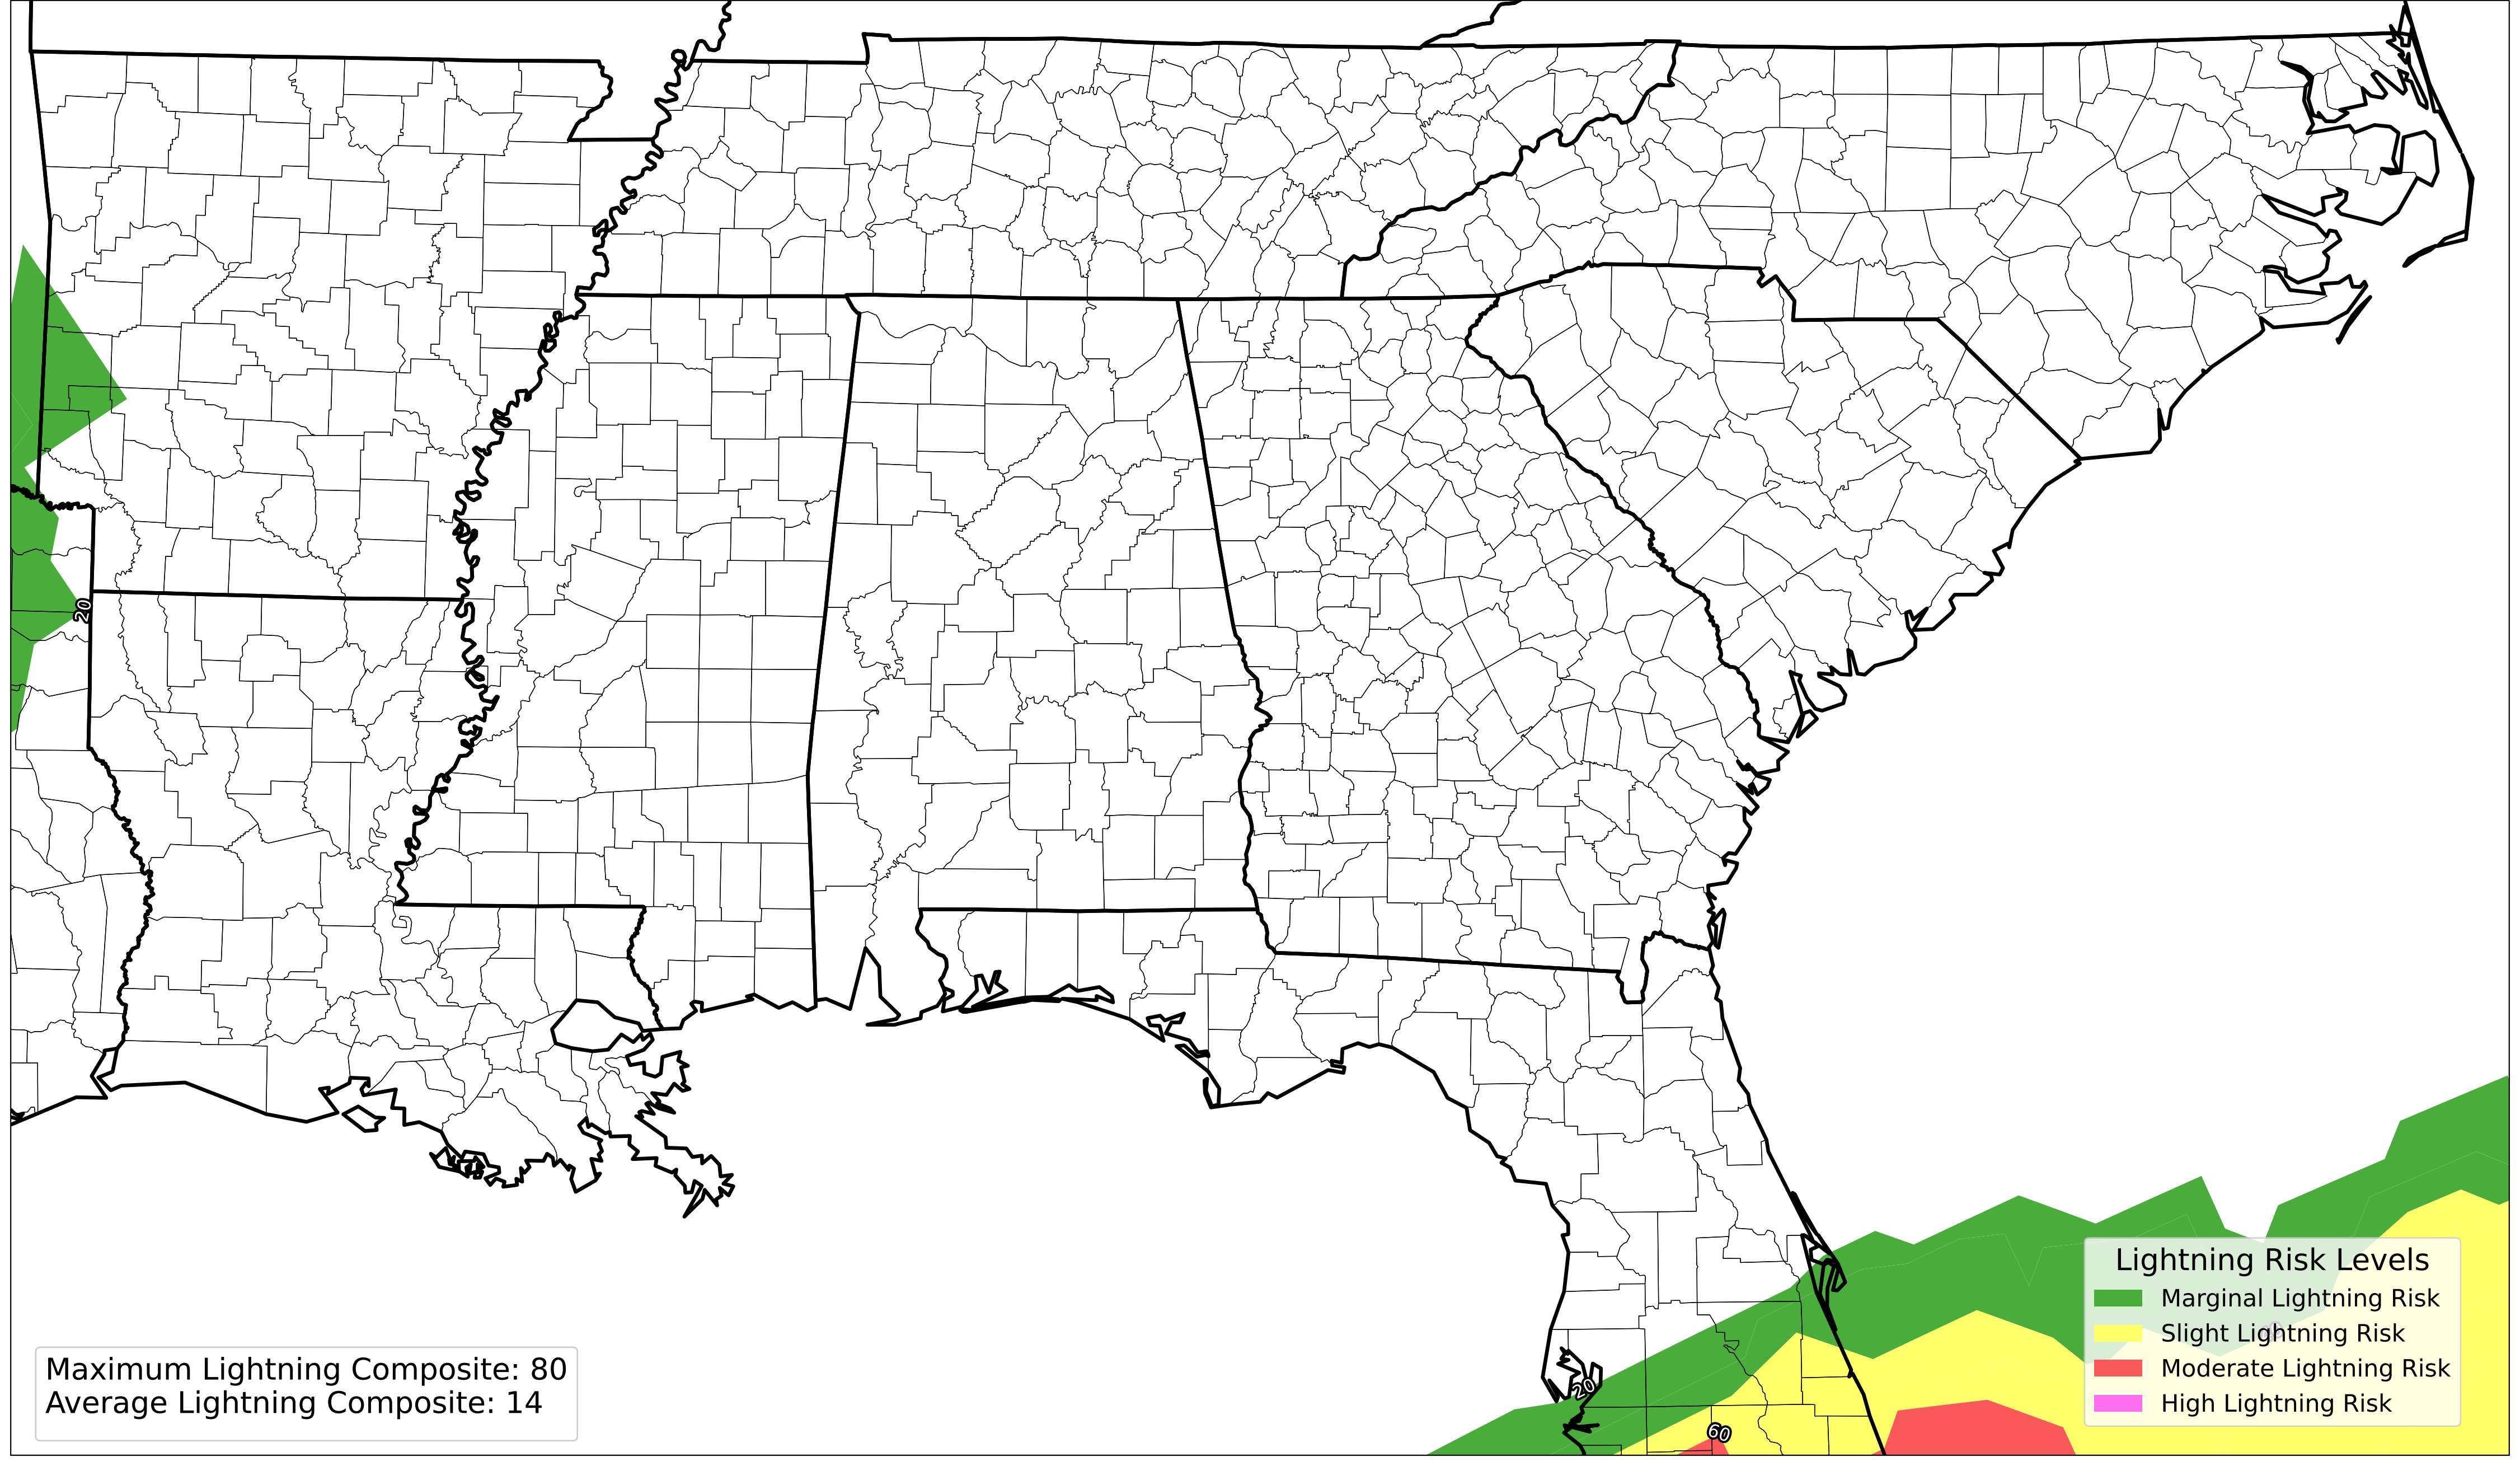 20
Lightning Risk Levels
Marginal Lightning Risk
Slight Lightning Risk
Moderate Lightning Risk
High Lightning Risk
Maximum Lightning Composite: 80
Average Lightning Composite: 14
20
60